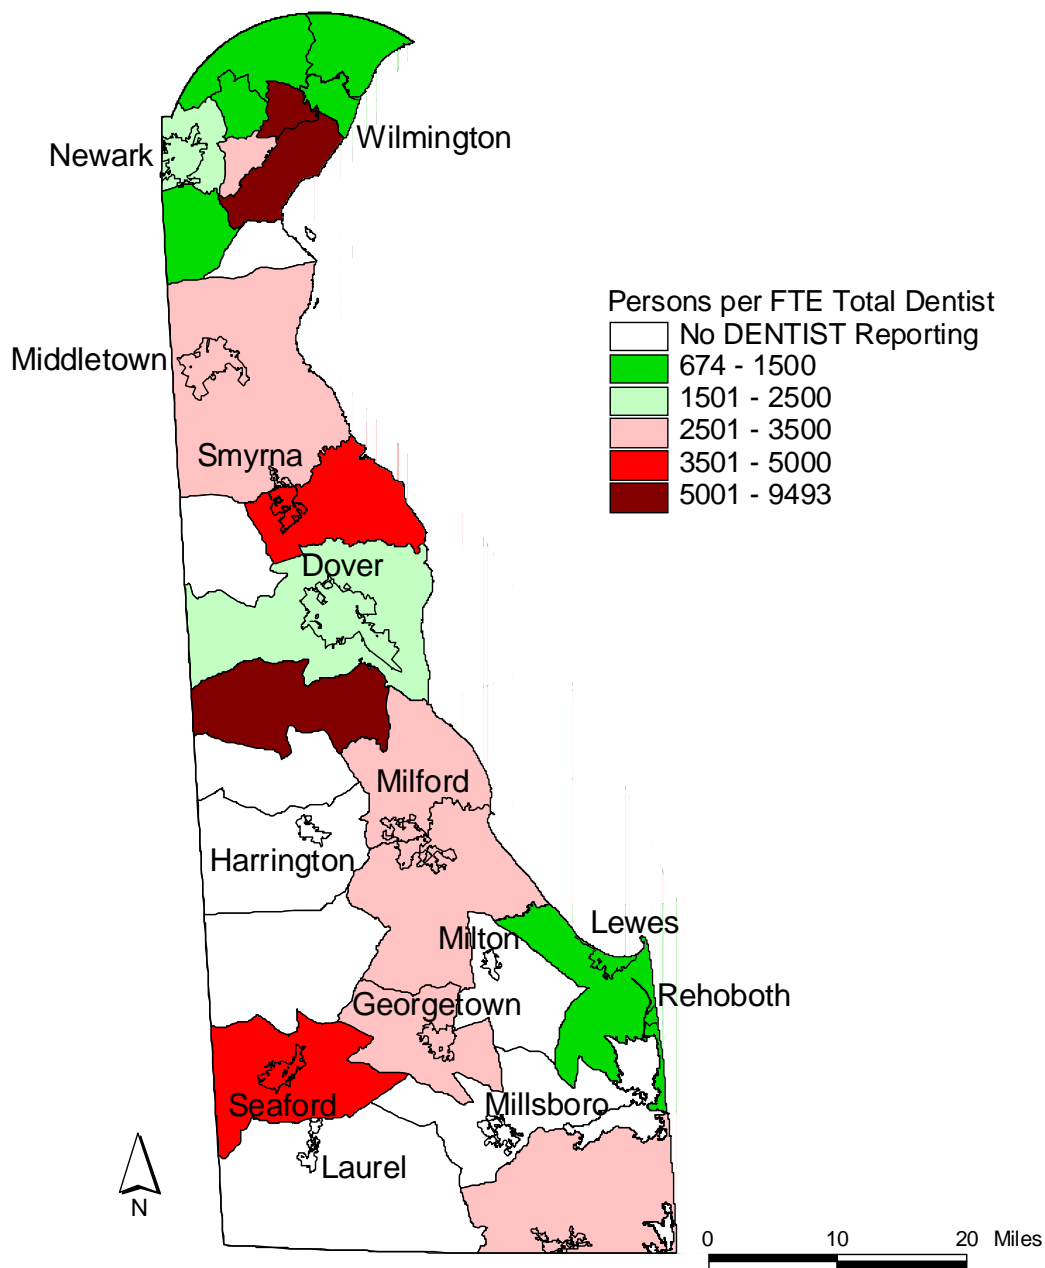 Wilmington
Newark
Persons per FTE Total Dentist
No DENTIST Reporting
674 - 1500
1501 - 2500
2501 - 3500
3501 - 5000
5001 - 9493
Middletown
Smyrna
Dover
Milford
Harrington
Lewes
Milton
Rehoboth
Georgetown
Seaford
Millsboro
Laurel
N
0 10 20 Miles